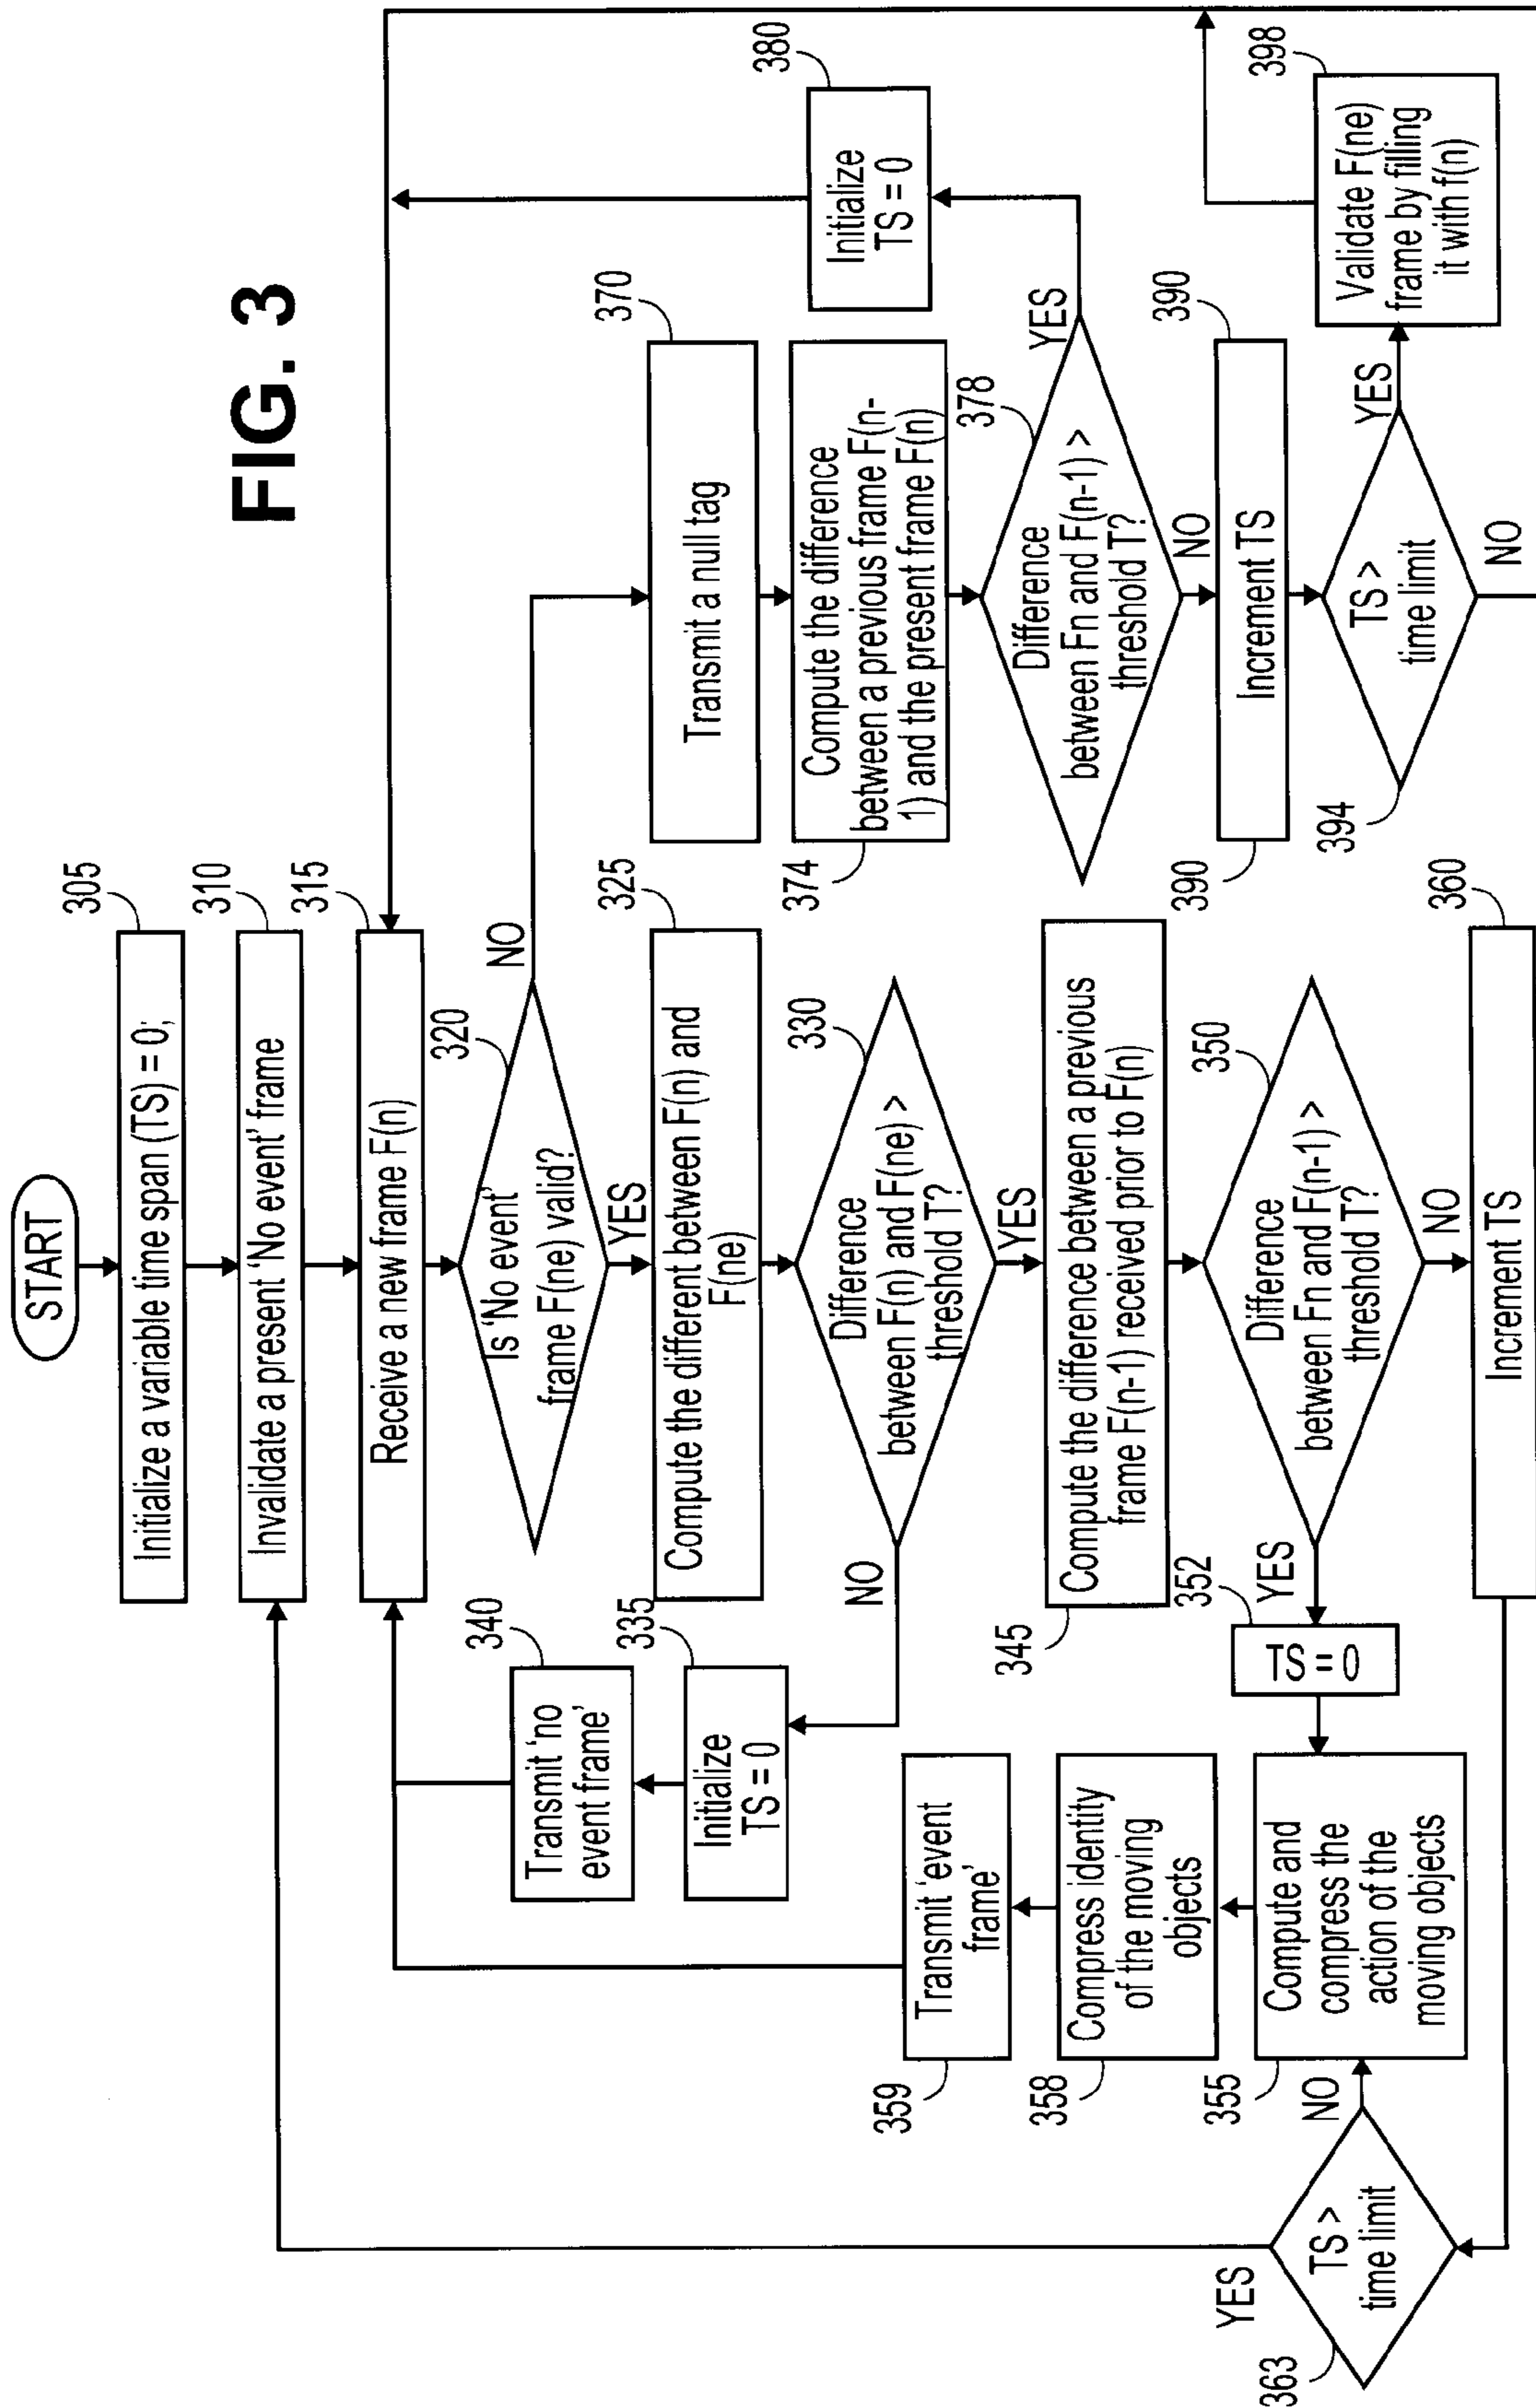 FIG. 3
START
305
Initialize a variable time span (TS) = 0;
310
Invalidate a present 'No event' frame
315
Receive a new frame F(n)
320
Is 'No event'
frame F(ne) valid?
NO
YES
325
Compute the different between F(n) and
F(ne)
330
Difference
between F(n) and F(ne) >
threshold T?
NO
YES
335
Initialize
TS = 0
340
Transmit 'no
event frame'
345
Compute the difference between a previous
frame F(n-1) received prior to F(n)
350
Difference
between Fn and F(n-1) >
threshold T?
YES
NO
352
TS = 0
355
Compute and
compress the
action of the
moving objects
358
Compress identity
of the moving
objects
359
Transmit 'event
frame'
360
Increment TS
363
TS >
time limit
YES
NO
370
Transmit a null tag
374
Compute the difference
between a previous frame F(n-
1) and the present frame F(n)
378
Difference
between Fn and F(n-1) >
threshold T?
YES
NO
380
Initialize
TS = 0
390
390
Increment TS
394
TS >
time limit
YES
NO
398
Validate F(ne)
frame by filling
it with f(n)